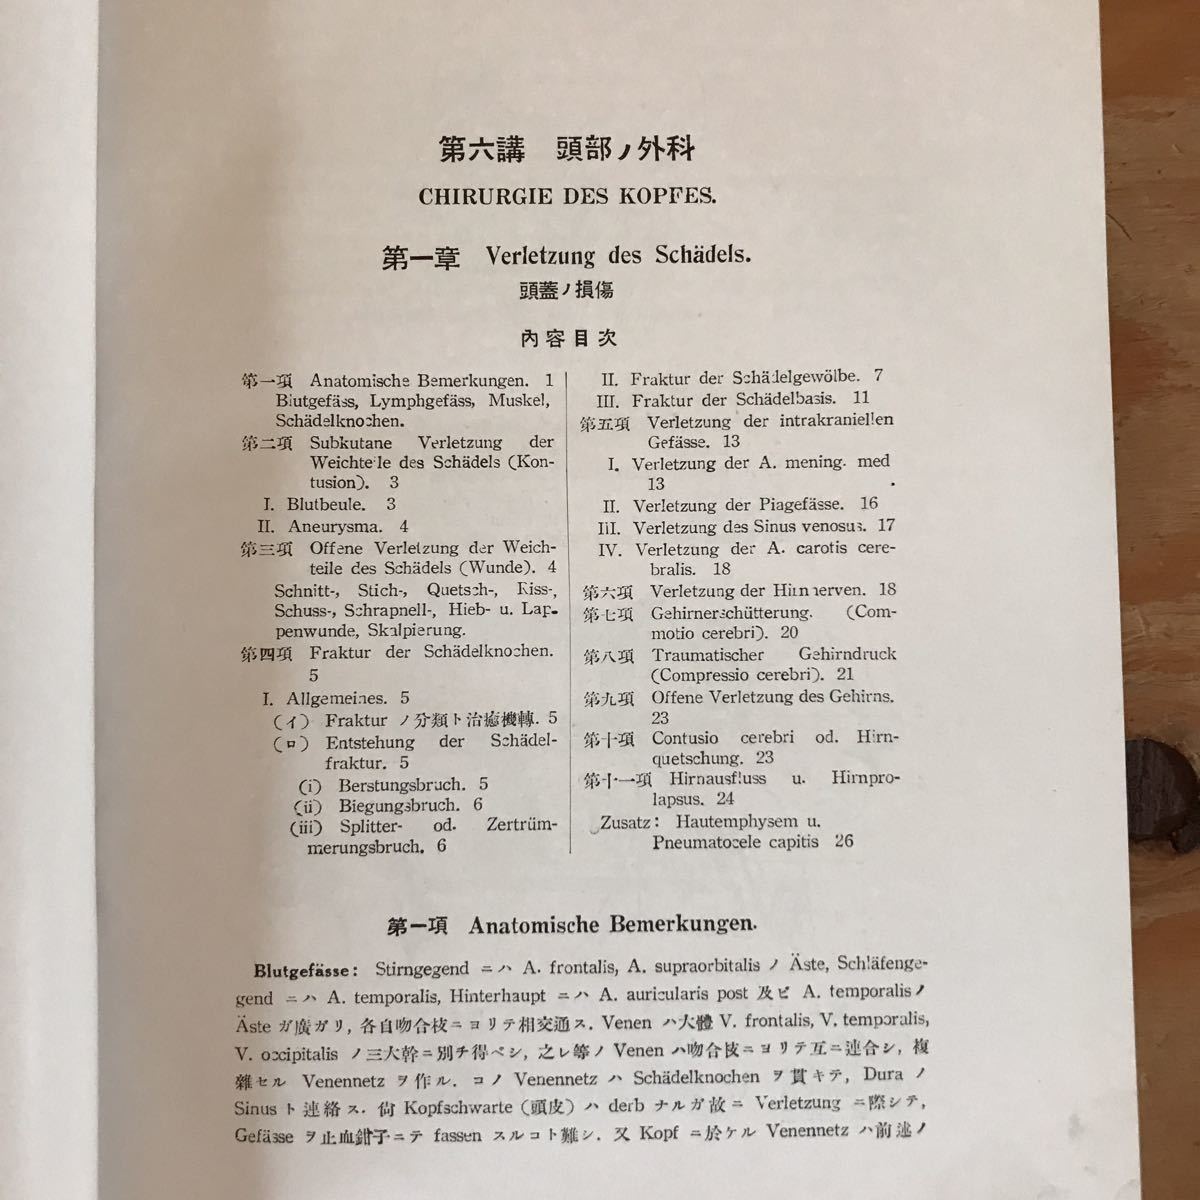 第六講　頭部ノ外科
CHIRURGIE DES KOPFES.
第一章　Verletzung des Schädels.
頭蓋ノ損傷
內容目次
第一項　Anatomische Bemerkungen. 1
Blutgefäss, Lymphgefäss, Muskel,
Schädelknochen.
第二項　Subkutane Verletzung der
Weichteile des Schädels (Kon-
tusion). 3
I. Blutbeule. 3
II. Aneurysma. 4
第三項　Offene Verletzung der Weich-
teile des Schädels (Wunde). 4
Schnitt-, Stich-, Quetsch-, Riss-,
Schuss-, Schrapnell-, Hieb- u. Lap-
penwunde, Skalpierung.
第四項　Fraktur der Schädelknochen.
5
I. Allgemeines. 5
(イ) Fraktur ノ分類ト治癒機轉. 5
(ロ) Entstehung der Schädel-
fraktur. 5
(i) Berstungsbruch. 5
(ii) Biegungsbruch. 6
(iii) Splitter- od. Zertrüm-
merungsbruch. 6
II. Fraktur der Schädelgewölbe. 7
III. Fraktur der Schädelbasis. 11
第五項　Verletzung der intrakraniellen
Gefässe. 13
I. Verletzung der A. mening. med
13
II. Verletzung der Piagefässe. 16
III. Verletzung des Sinus venosus. 17
IV. Verletzung der A. carotis cere-
bralis. 18
第六項　Verletzung der Hirnnerven. 18
第七項　Gehirnerschütterung. (Com-
motio cerebri). 20
第八項　Traumatischer Gehirndruck
(Compressio cerebri). 21
第九項　Offene Verletzung des Gehirns.
23
第十項　Contusio cerebri od. Hirn-
quetschung. 23
第十一項　Hirnausfluss u. Hirnpro-
lapsus. 24
Zusatz: Hautemphysem u.
Pneumatocele capitis 26
第一項　Anatomische Bemerkungen.
Blutgefässe: Stirngegend ニハ A. frontalis, A. supraorbitalis ノ Äste, Schläfenge-
gend ニハ A. temporalis, Hinterhaupt ニハ A. auricularis post 及ビ A. temporalis ノ
Äste ガ廣ガリ, 各自吻合枝ニヨリテ相交通ス. Venen ハ大體 V. frontalis, V. temporalis,
V. occipitalis ノ三大幹ニ別チ得ベシ, 之レ等ノ Venen ハ吻合枝ニヨリテ互ニ連合シ, 複
雜セル Venennetz ヲ作ル. コノ Venennetz ハ Schädelknochen ヲ貫キテ, Dura ノ
Sinus ト連絡ス. 尙 Kopfschwarte (頭皮) ハ derb ナルガ故ニ Verletzung ニ際シテ,
Gefässe ヲ止血鉗子ニテ fassen スルコト難シ. 又 Kopf ニ於ケル Venennetz ハ前述ノ